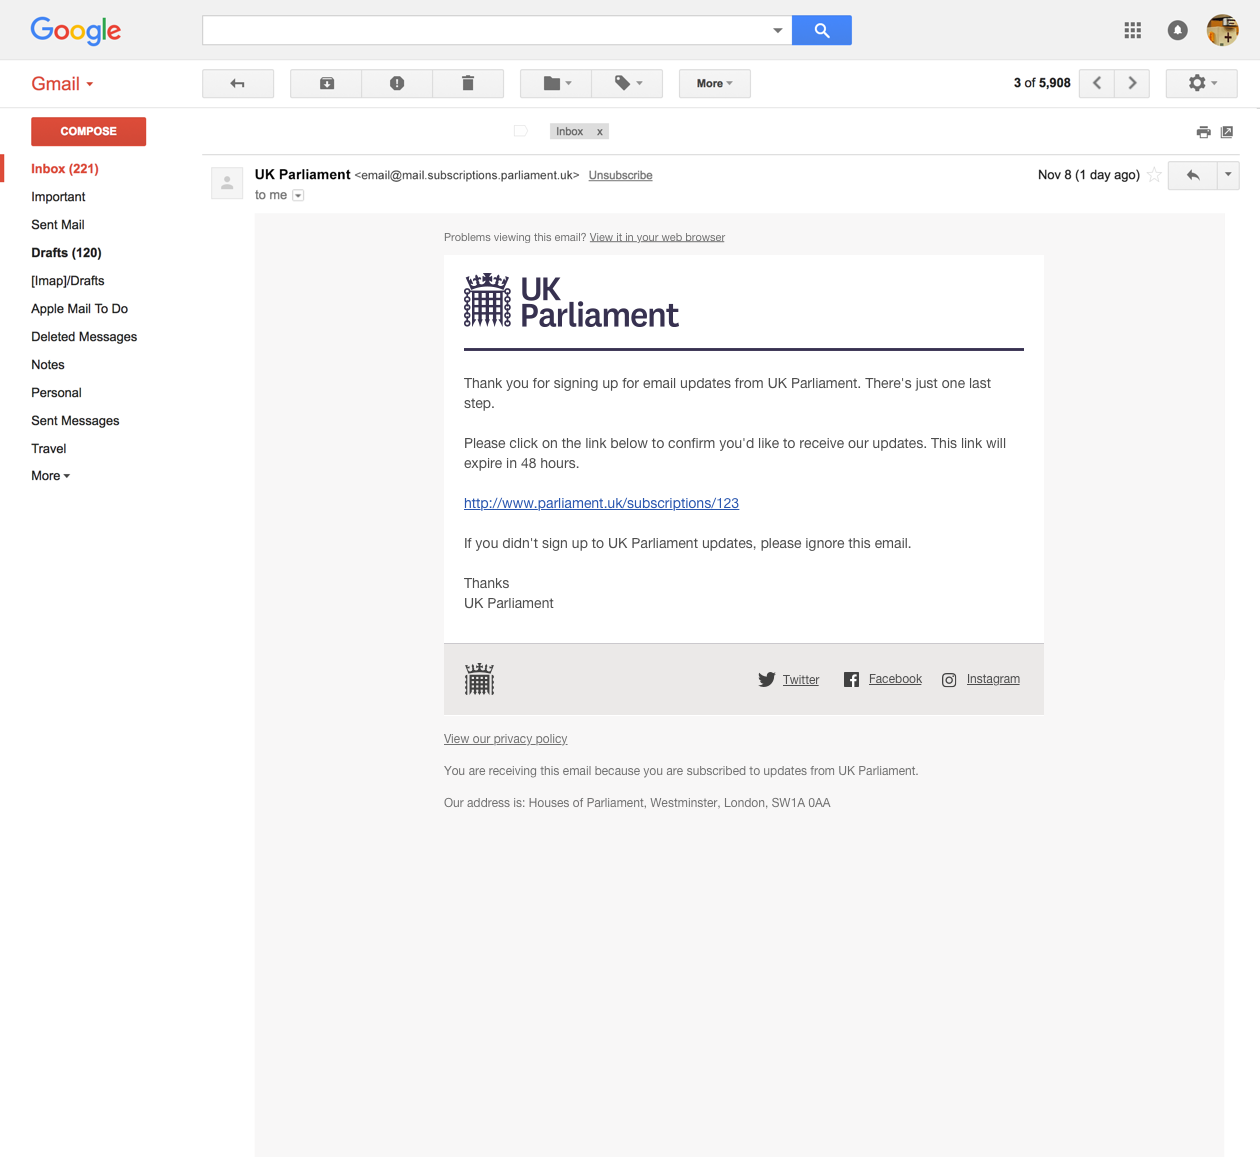 Google
Gmail
More
3 of 5,908
COMPOSE
Inbox x
Inbox (221)
Important
Sent Mail
Drafts (120)
[Imap]/Drafts
Apple Mail To Do
Deleted Messages
Notes
Personal
Sent Messages
Travel
More
UK Parliament <email@mail.subscriptions.parliament.uk> Unsubscribe
Nov 8 (1 day ago)
to me
Problems viewing this email? View it in your web browser
UK
Parliament
Thank you for signing up for email updates from UK Parliament. There's just one last
step.
Please click on the link below to confirm you'd like to receive our updates. This link will
expire in 48 hours.
http://www.parliament.uk/subscriptions/123
If you didn't sign up to UK Parliament updates, please ignore this email.
Thanks
UK Parliament
Twitter Facebook Instagram
View our privacy policy
You are receiving this email because you are subscribed to updates from UK Parliament.
Our address is: Houses of Parliament, Westminster, London, SW1A 0AA